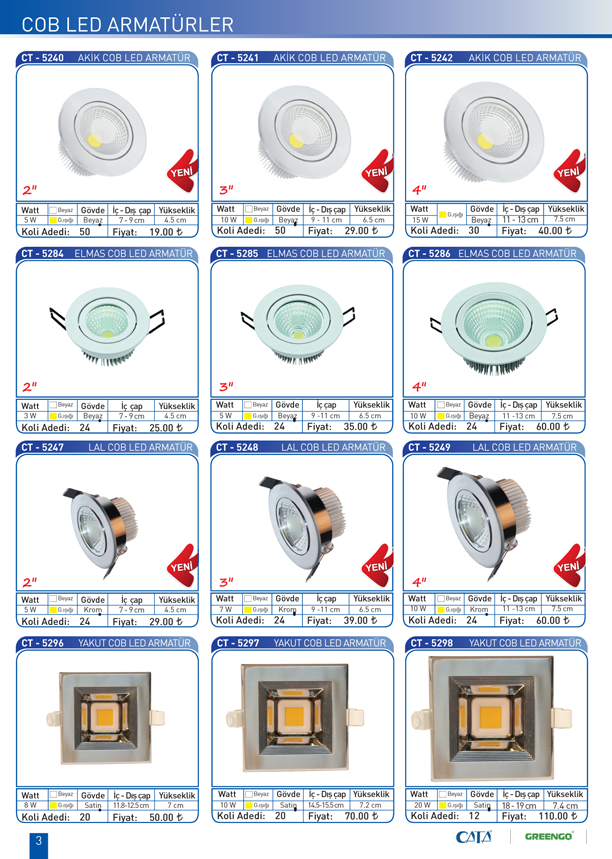 COB LED ARMATÜRLER
CT - 5240 AKİK COB LED ARMATÜR
2"
YENİ
Watt Beyaz Gövde İç - Dış çap Yükseklik
5 W G.ışığı Beyaz 7 - 9 cm 4.5 cm
Koli Adedi: 50 Fiyat: 19.00 ₺
CT - 5241 AKİK COB LED ARMATÜR
3"
YENİ
Watt Beyaz Gövde İç - Dış çap Yükseklik
10 W G.ışığı Beyaz 9 - 11 cm 6.5 cm
Koli Adedi: 50 Fiyat: 29.00 ₺
CT - 5242 AKİK COB LED ARMATÜR
4"
YENİ
Watt Gövde İç - Dış çap Yükseklik
15 W G.ışığı Beyaz 11 - 13 cm 7.5 cm
Koli Adedi: 30 Fiyat: 40.00 ₺
CT - 5284 ELMAS COB LED ARMATÜR
2"
Watt Beyaz Gövde İç çap Yükseklik
3 W G.ışığı Beyaz 7 - 9 cm 4.5 cm
Koli Adedi: 24 Fiyat: 25.00 ₺
CT - 5285 ELMAS COB LED ARMATÜR
3"
Watt Beyaz Gövde İç çap Yükseklik
5 W G.ışığı Beyaz 9 -11 cm 6.5 cm
Koli Adedi: 24 Fiyat: 35.00 ₺
CT - 5286 ELMAS COB LED ARMATÜR
4"
Watt Beyaz Gövde İç - Dış çap Yükseklik
10 W G.ışığı Beyaz 11 -13 cm 7.5 cm
Koli Adedi: 24 Fiyat: 60.00 ₺
CT - 5247 LAL COB LED ARMATÜR
2"
YENİ
Watt Beyaz Gövde İç çap Yükseklik
5 W G.ışığı Krom 7 - 9 cm 4.5 cm
Koli Adedi: 24 Fiyat: 29.00 ₺
CT - 5248 LAL COB LED ARMATÜR
3"
YENİ
Watt Beyaz Gövde İç çap Yükseklik
7 W G.ışığı Krom 9 -11 cm 6.5 cm
Koli Adedi: 24 Fiyat: 39.00 ₺
CT - 5249 LAL COB LED ARMATÜR
4"
YENİ
Watt Beyaz Gövde İç - Dış çap Yükseklik
10 W G.ışığı Krom 11 -13 cm 7.5 cm
Koli Adedi: 24 Fiyat: 60.00 ₺
CT - 5296 YAKUT COB LED ARMATÜR
Watt Beyaz Gövde İç - Dış çap Yükseklik
8 W G.ışığı Satin 11.8-12.5 cm 7 cm
Koli Adedi: 20 Fiyat: 50.00 ₺
CT - 5297 YAKUT COB LED ARMATÜR
Watt Beyaz Gövde İç - Dış çap Yükseklik
10 W G.ışığı Satin 14.5-15.5 cm 7.2 cm
Koli Adedi: 20 Fiyat: 70.00 ₺
CT - 5298 YAKUT COB LED ARMATÜR
Watt Beyaz Gövde İç - Dış çap Yükseklik
20 W G.ışığı Satin 18 - 19 cm 7.4 cm
Koli Adedi: 12 Fiyat: 110.00 ₺
3
CATA
GREENGO